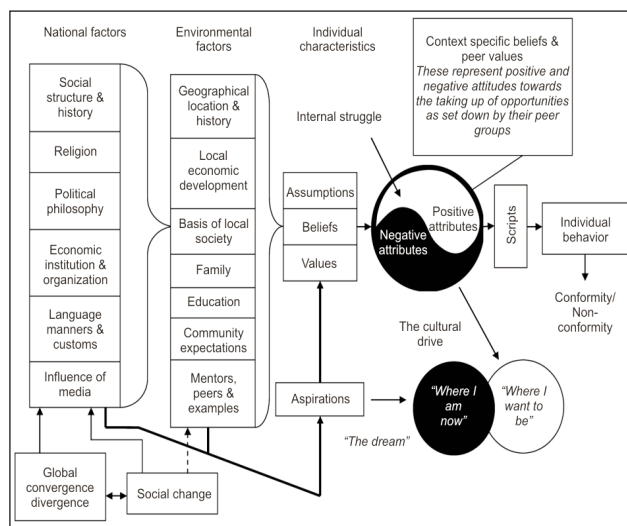 National factors
Environmental factors
Individual characteristics
Social
structure &
history
Religion
Political
philosophy
Economic
institution &
organization
Language
manners &
customs
Influence of
media
Geographical
location &
history
Local
economic
development
Basis of local
society
Family
Education
Community
expectations
Mentors,
peers &
examples
Context specific beliefs &
peer values
These represent positive and
negative attitudes towards
the taking up of opportunities
as set down by their peer
groups
Internal struggle
Assumptions
Beliefs
Values
Positive
attributes
Negative
attributes
Scripts
Individual
behavior
Conformity/
Non-
conformity
The cultural
drive
Aspirations
"The dream"
"Where I
am
now"
"Where I
want to
be"
Global
convergence
divergence
Social change